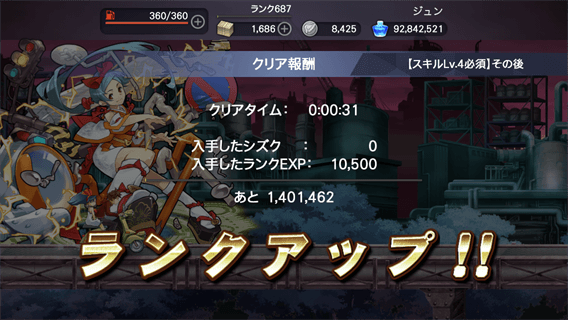 360/360
ランク687
1,686
8,425
ジュン
92,842,521
クリア報酬
【スキルLv.4必須】その後
クリアタイム: 0:00:31
入手したシズク : 0
入手したランクEXP: 10,500
あと 1,401,462
ランクアップ!!